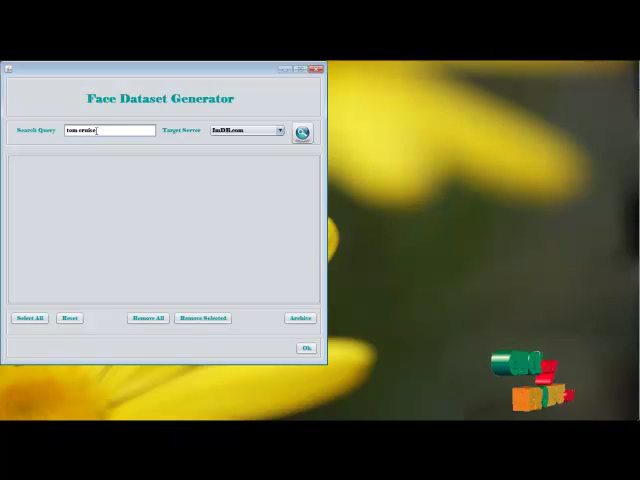 Face Dataset Generator
Search Query tom cruise Target Server ImDB.com
Select All Reset Remove All Remove Selected Archive
Ok